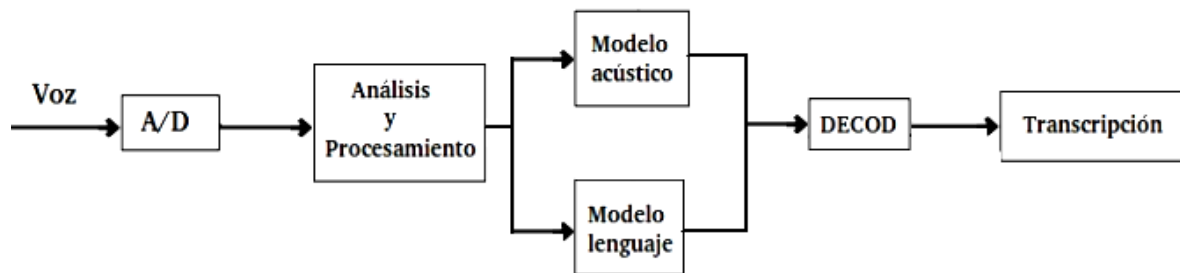 Voz
A/D
Análisis
y
Procesamiento
Modelo
acústico
Modelo
lenguaje
DECOD
Transcripción